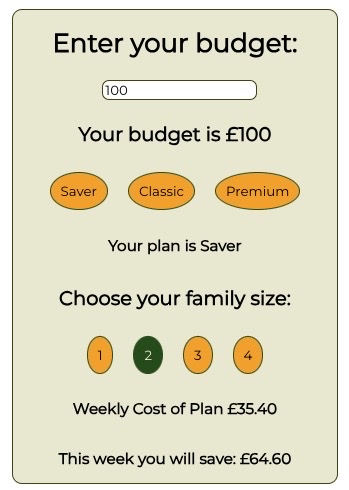 Enter your budget:
100
Your budget is £100
Saver Classic Premium
Your plan is Saver
Choose your family size:
1 2 3 4
Weekly Cost of Plan £35.40
This week you will save: £64.60